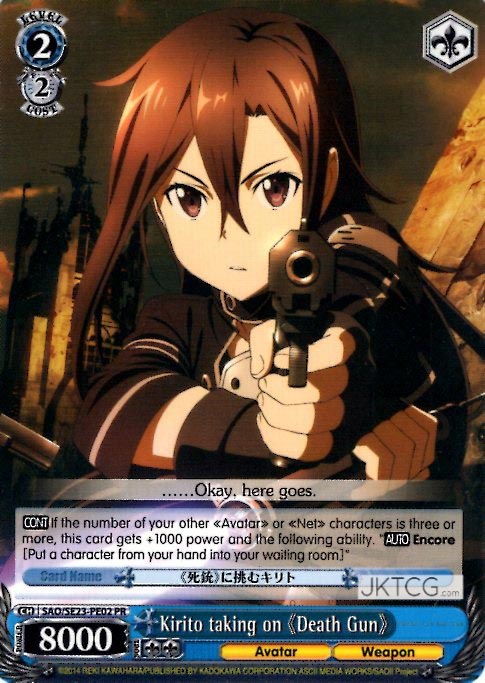 LEVEL
2
2
COST
……Okay, here goes.
CONT If the number of your other «Avatar» or «Net» characters is three or
more, this card gets +1000 power and the following ability. "AUTO Encore
[Put a character from your hand into your waiting room]"
Card Name
《死銃》に挑むキリト
JKTCG.com
CH SAO/SE23-PE02 PR
POWER
8000
SOUL
Kirito taking on 《Death Gun》
Avatar
Weapon
©2014 REKI KAWAHARA/PUBLISHED BY KADOKAWA CORPORATION ASCII MEDIA WORKS/SAOII Project